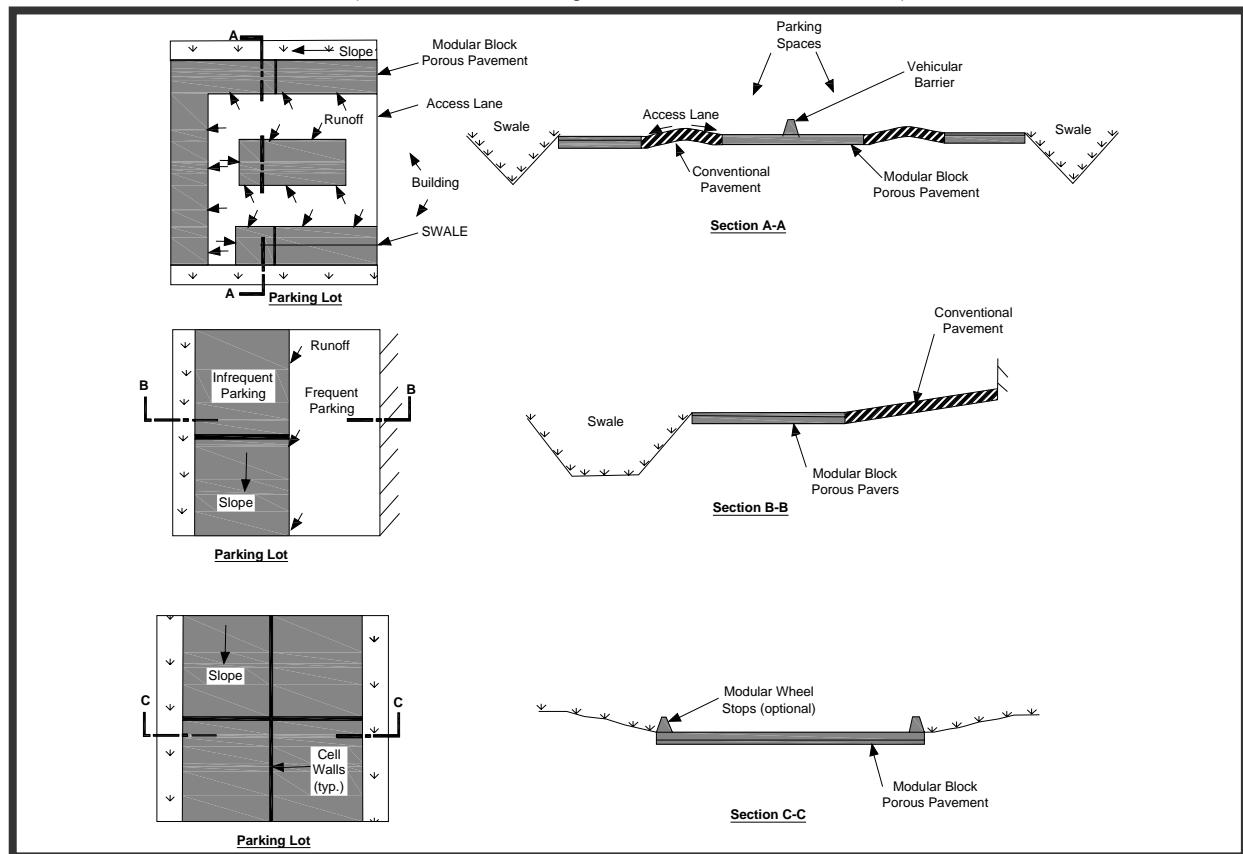 A
Slope
Modular Block
Porous Pavement
Access Lane
Runoff
Building
SWALE
A
Parking Lot
Parking
Spaces
Vehicular
Barrier
Swale
Access Lane
Swale
Conventional
Pavement
Modular Block
Porous Pavement
Section A-A
Runoff
Infrequent
Parking
Frequent
Parking
B
B
Slope
Parking Lot
Conventional
Pavement
Swale
Modular Block
Porous Pavers
Section B-B
Slope
C
C
Cell
Walls
(typ.)
Parking Lot
Modular Wheel
Stops (optional)
Modular Block
Porous Pavement
Section C-C